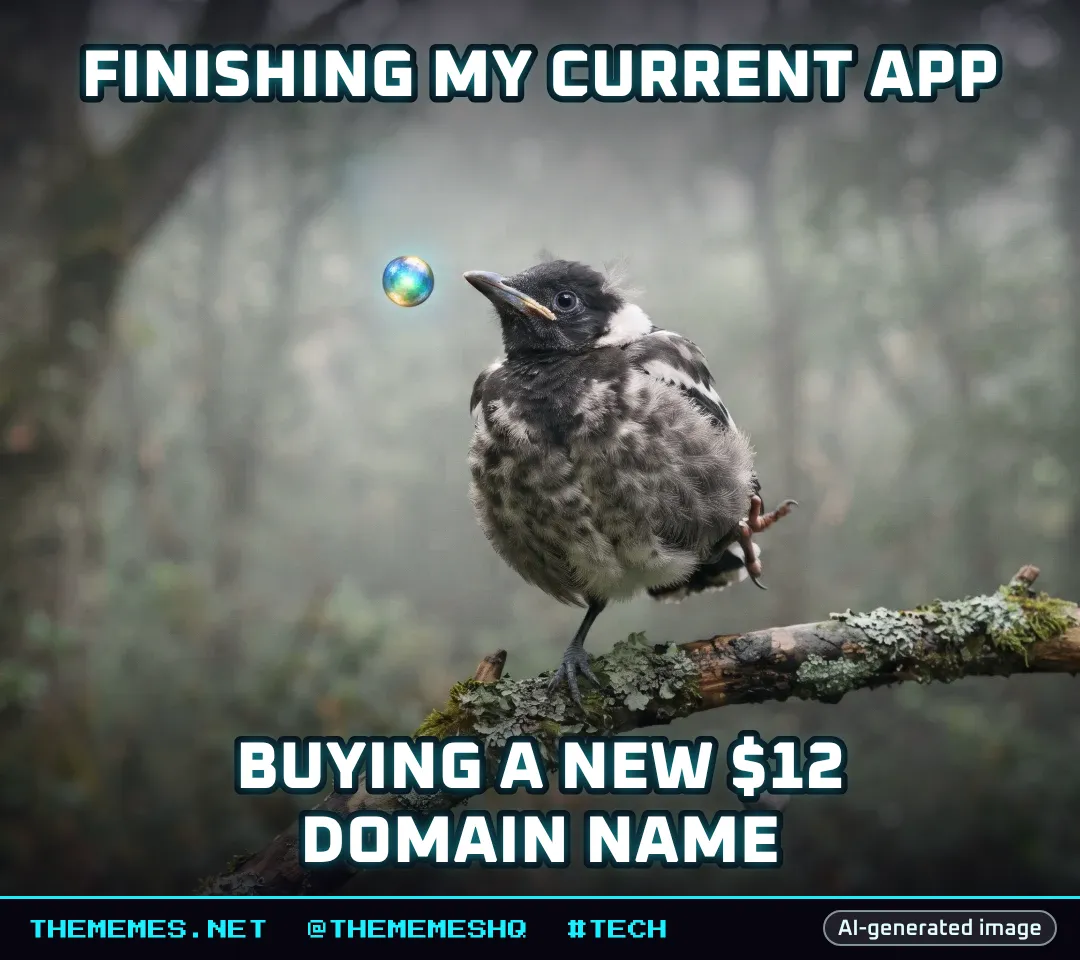 FINISHING MY CURRENT APP
BUYING A NEW $12
DOMAIN NAME
THEMEMES.NET @THEMEMESHQ #TECH AI-generated image